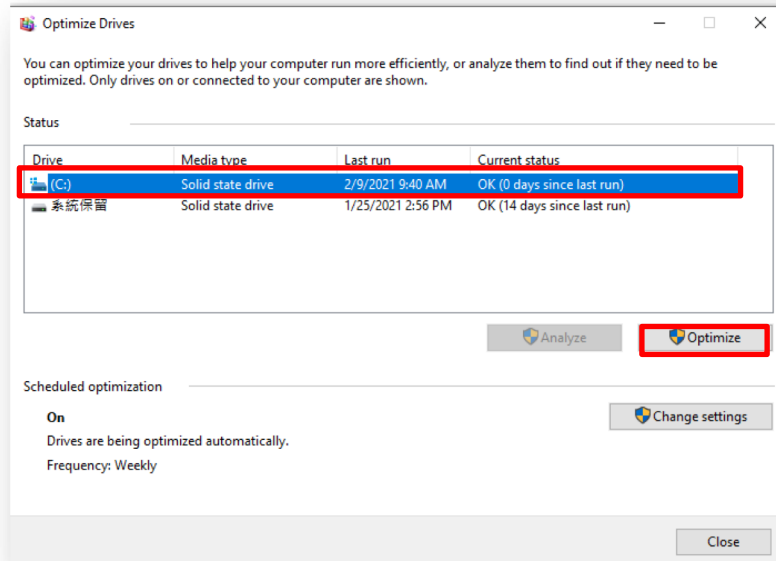 Optimize Drives
You can optimize your drives to help your computer run more efficiently, or analyze them to find out if they need to be
optimized. Only drives on or connected to your computer are shown.
Status
Drive Media type Last run Current status
(C:) Solid state drive 2/9/2021 9:40 AM OK (0 days since last run)
系統保留 Solid state drive 1/25/2021 2:56 PM OK (14 days since last run)
Analyze Optimize
Scheduled optimization
On Change settings
Drives are being optimized automatically.
Frequency: Weekly
Close